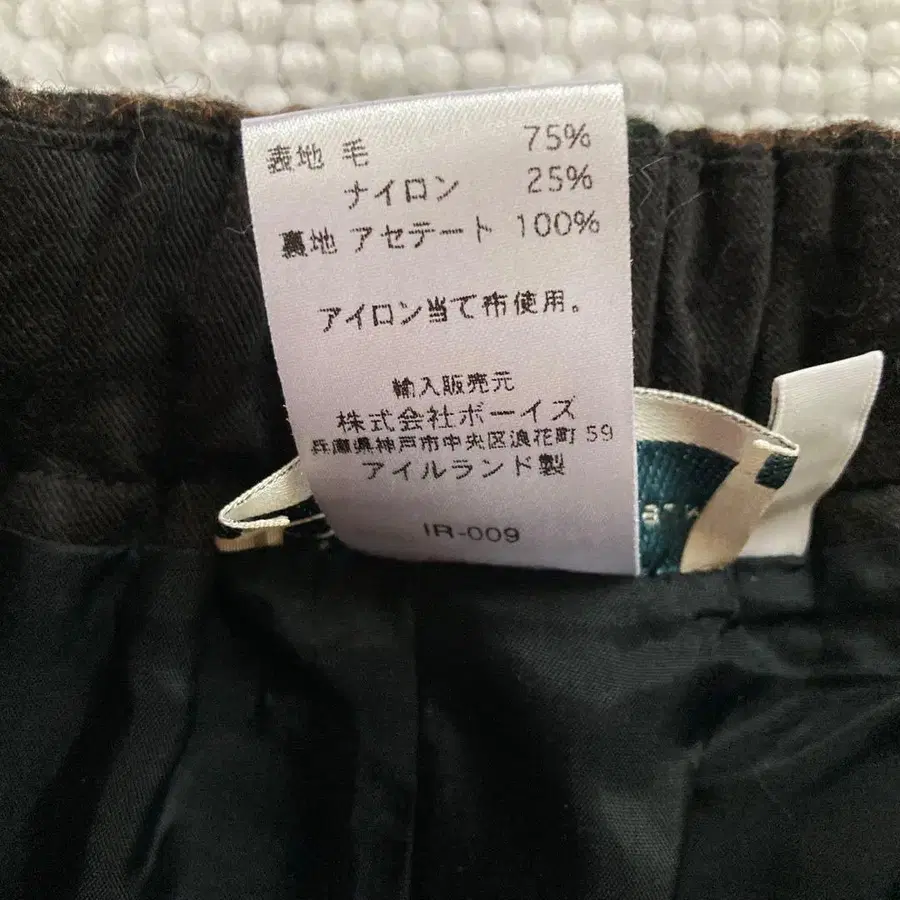 表地 毛 75%
ナイロン 25%
裏地 アセテート 100%
アイロン当て布使用。
輸入販売元
株式会社ボーイズ
兵庫県神戸市中央区浪花町 59
アイルランド製
IR-009